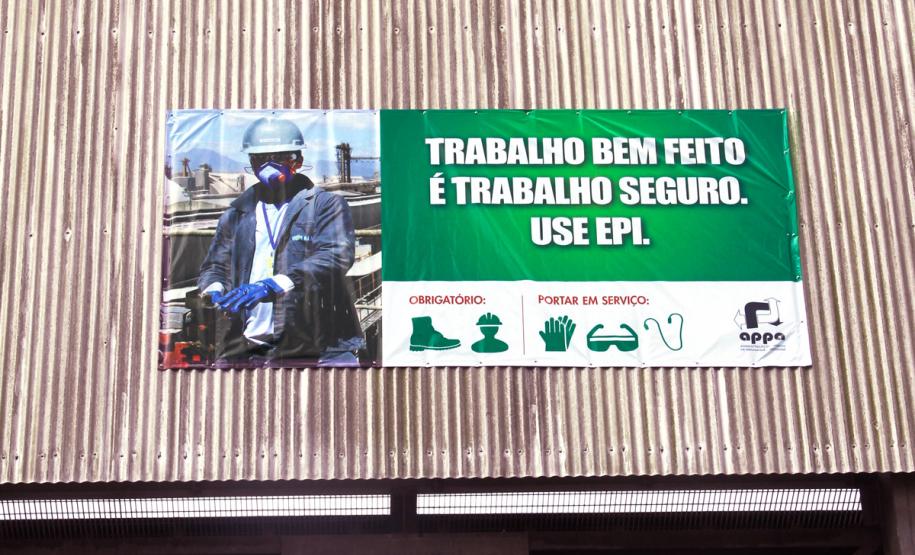 TRABALHO BEM FEITO
É TRABALHO SEGURO.
USE EPI.
OBRIGATÓRIO:
PORTAR EM SERVIÇO:
appa